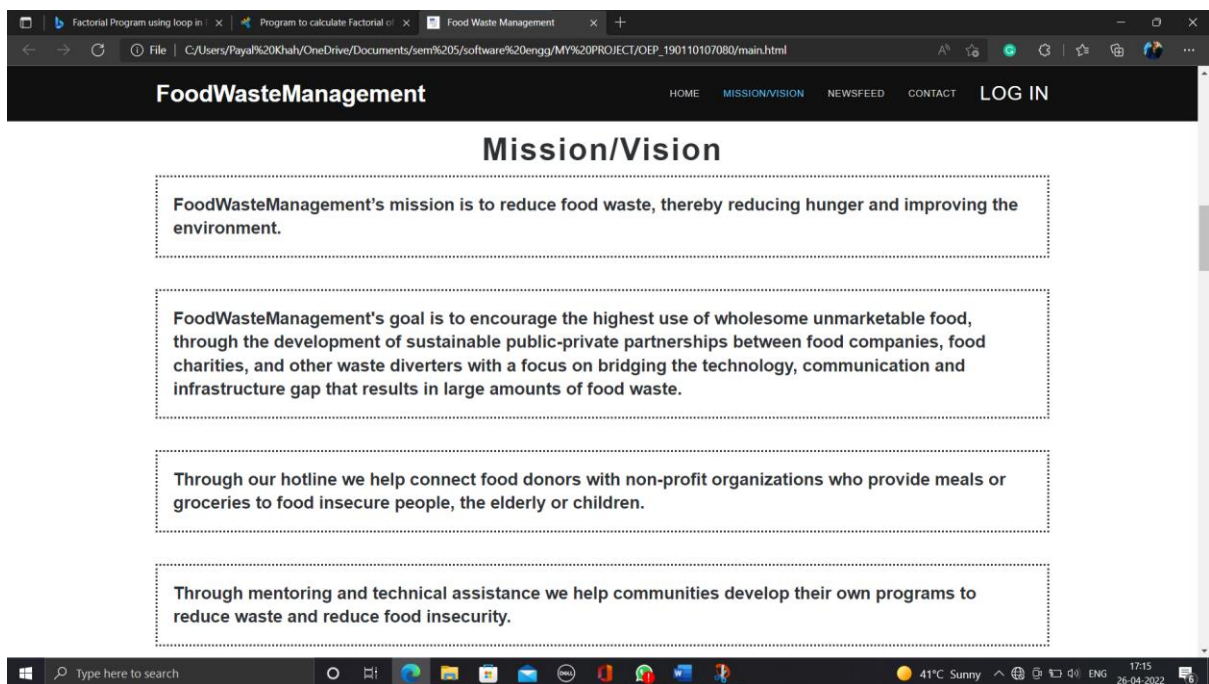 Factorial Program using loop in
Program to calculate Factorial of
Food Waste Management
File | C:/Users/Payal%20Khah/OneDrive/Documents/sem%205/software%20engg/MY%20PROJECT/OEP_190110107080/main.html
FoodWasteManagement
HOME MISSION/VISION NEWSFEED CONTACT LOG IN
Mission/Vision
FoodWasteManagement’s mission is to reduce food waste, thereby reducing hunger and improving the
environment.
FoodWasteManagement's goal is to encourage the highest use of wholesome unmarketable food,
through the development of sustainable public-private partnerships between food companies, food
charities, and other waste diverters with a focus on bridging the technology, communication and
infrastructure gap that results in large amounts of food waste.
Through our hotline we help connect food donors with non-profit organizations who provide meals or
groceries to food insecure people, the elderly or children.
Through mentoring and technical assistance we help communities develop their own programs to
reduce waste and reduce food insecurity.
Type here to search
41°C Sunny
ENG
17:15
26-04-2022
6